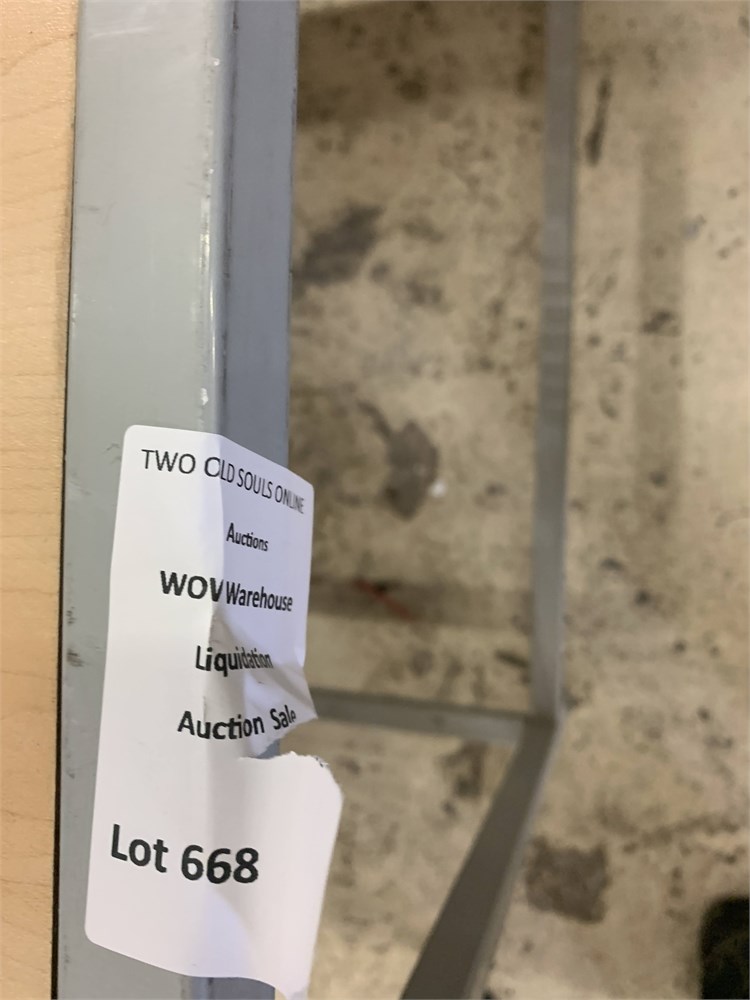 TWO OLD SOULS ONLINE
Auctions
WOV Warehouse
Liquidation
Auction Sale
Lot 668